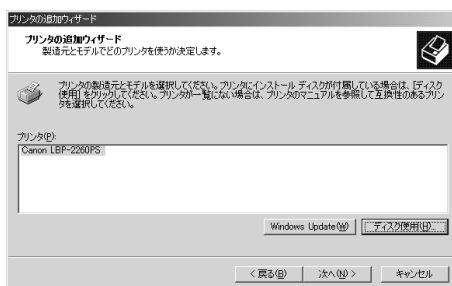 プリンタの追加ウィザード
プリンタの追加ウィザード
製造元とモデルでどのプリンタを使うか決定します。
プリンタの製造元とモデルを選択してください。プリンタにインストール ディスクが付属している場合は、[ディスク
使用] をクリックしてください。プリンタが一覧にない場合は、プリンタのマニュアルを参照して互換性のあるプリン
タを選択してください。
プリンタ(P):
Canon LBP-2260PS
Windows Update(W)
ディスク使用(H)...
< 戻る(B)
次へ(N) >
キャンセル